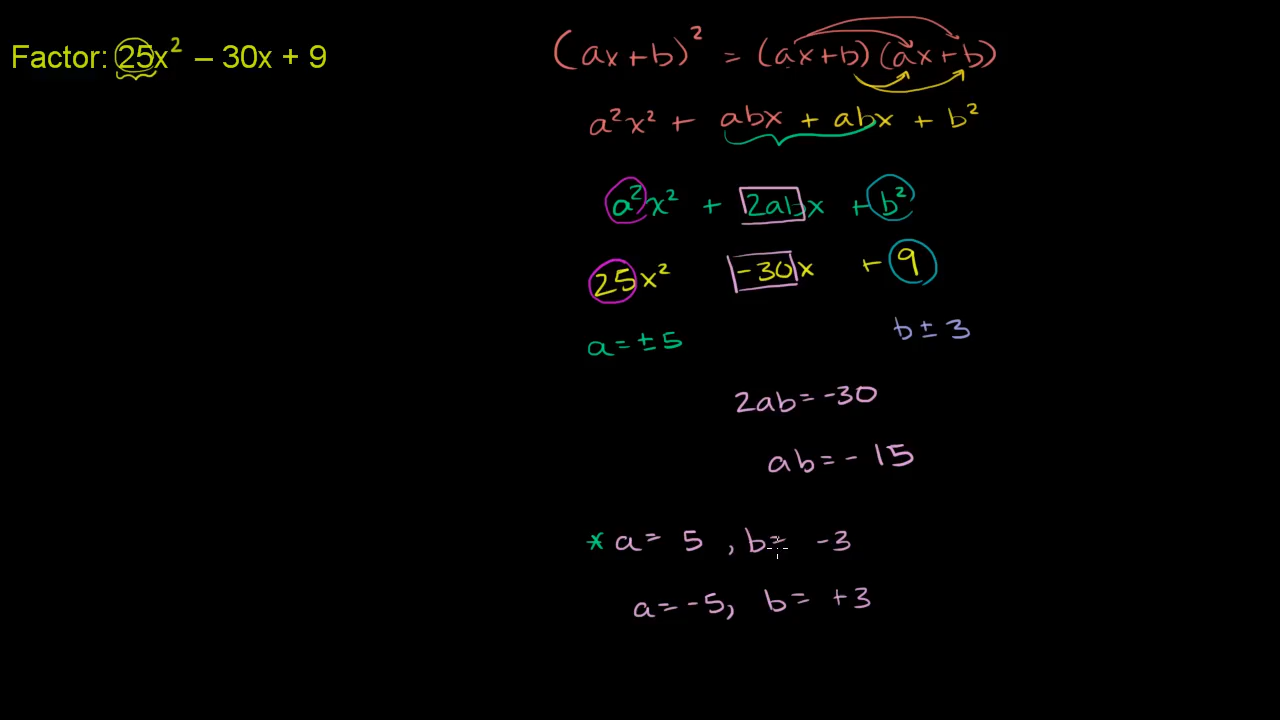 Factor: 25x² – 30x + 9
(ax+b)² = (ax+b)(ax+b)
a²x² + abx + abx + b²
a²x² + 2abx + b²
25x² -30x + 9
a = ±5 b ± 3
2ab = -30
ab = - 15
* a = 5 , b = -3
a = -5, b = +3